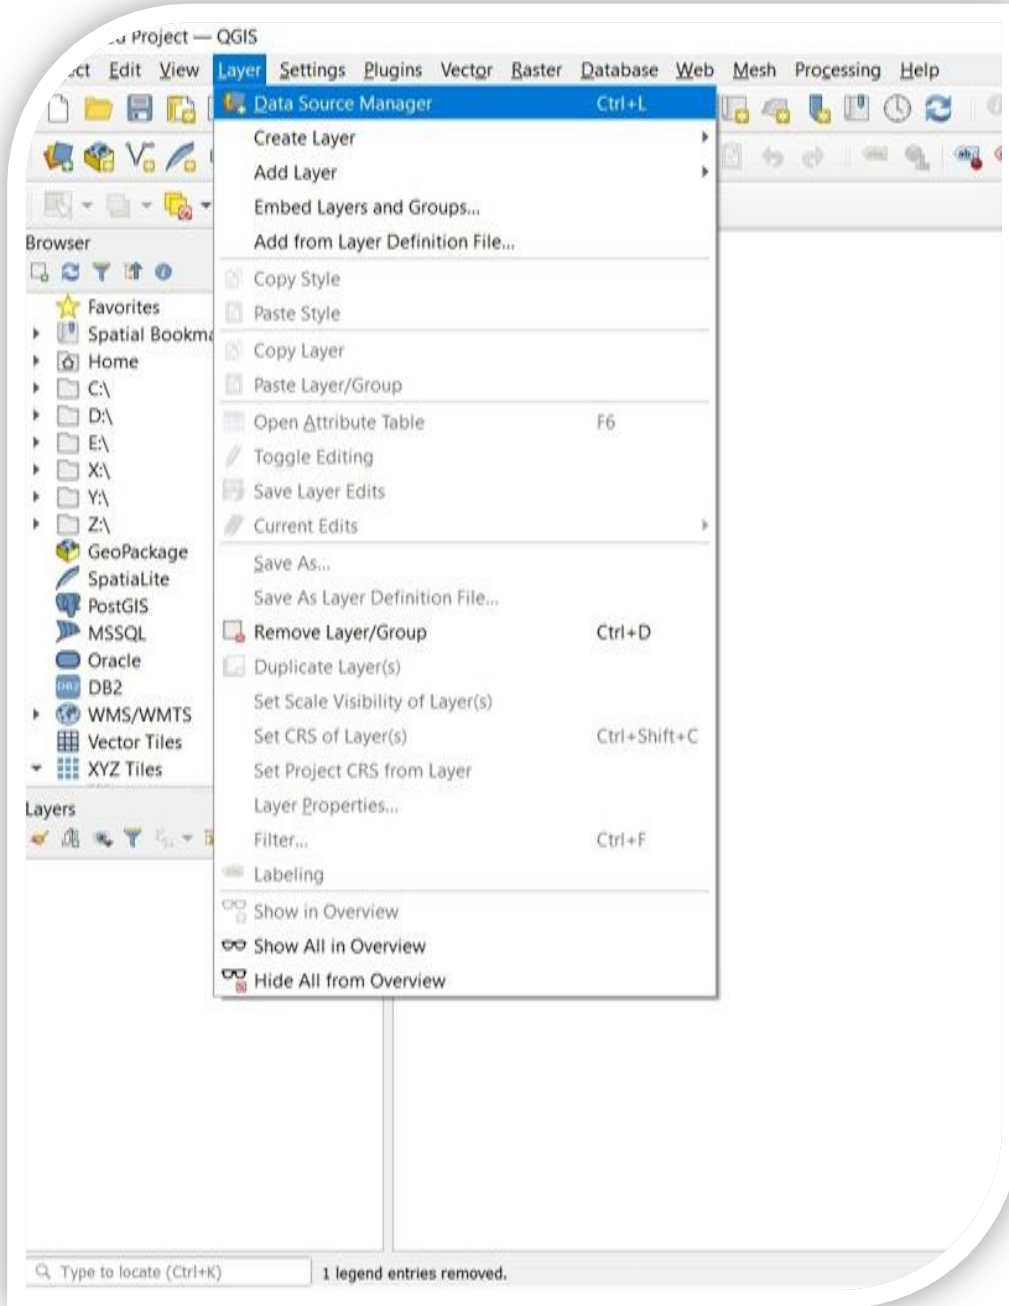 Project — QGIS
Edit View Layer Settings Plugins Vector Raster Database Web Mesh Processing Help
Data Source Manager Ctrl+L
Create Layer
Add Layer
Embed Layers and Groups...
Add from Layer Definition File...
Copy Style
Paste Style
Copy Layer
Paste Layer/Group
Open Attribute Table F6
Toggle Editing
Save Layer Edits
Current Edits
Save As...
Save As Layer Definition File...
Remove Layer/Group Ctrl+D
Duplicate Layer(s)
Set Scale Visibility of Layer(s)
Set CRS of Layer(s) Ctrl+Shift+C
Set Project CRS from Layer
Layer Properties...
Filter... Ctrl+F
Labeling
Show in Overview
Show All in Overview
Hide All from Overview
Browser
Favorites
Spatial Bookma
Home
C:\
D:\
E:\
X:\
Y:\
Z:\
GeoPackage
SpatiaLite
PostGIS
MSSQL
Oracle
DB2
WMS/WMTS
Vector Tiles
XYZ Tiles
Layers
Type to locate (Ctrl+K)
1 legend entries removed.